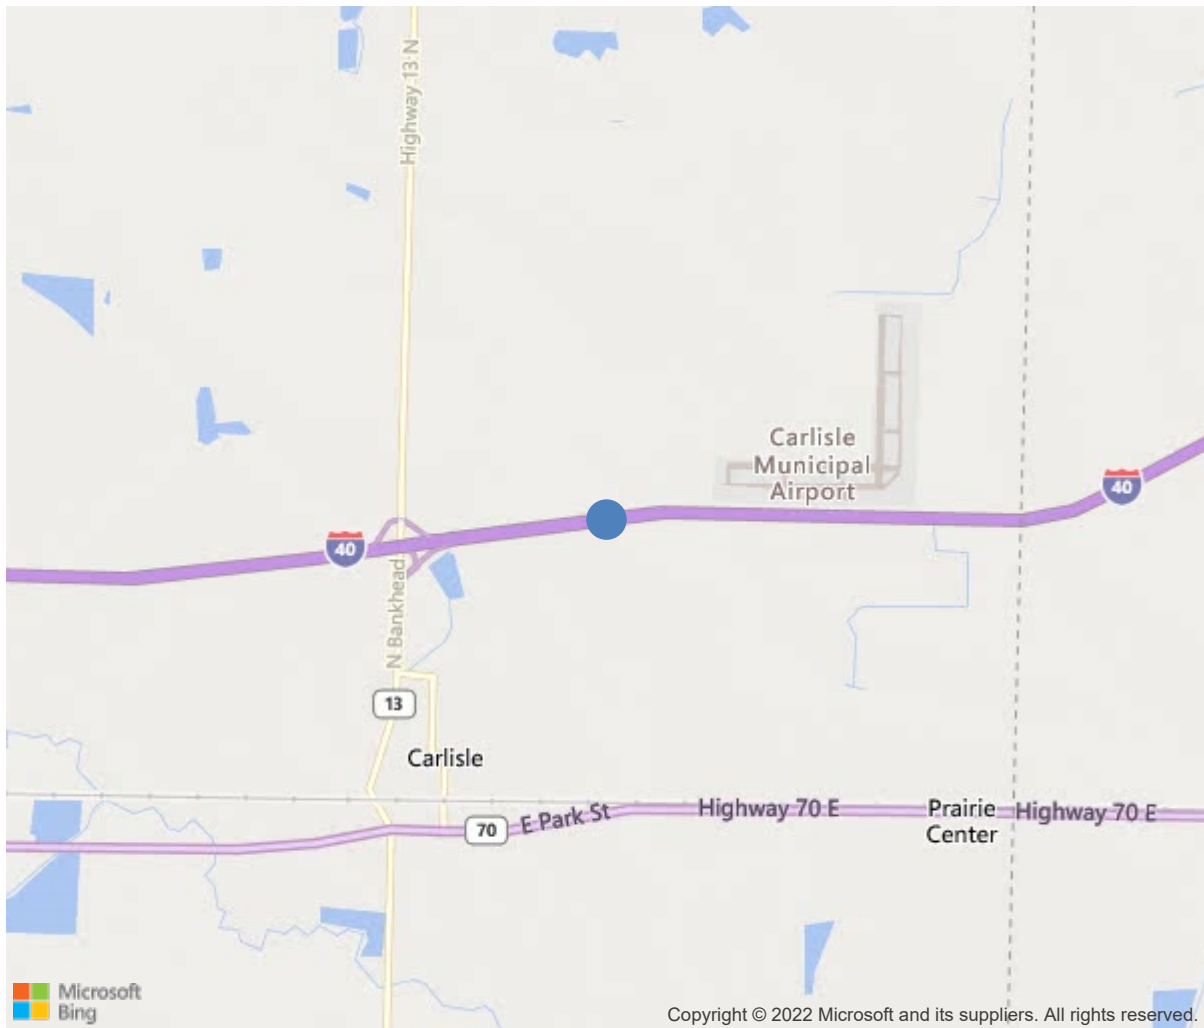 Highway 13 N
Carlisle
Municipal
Airport
40
40
N Bankhead
13
Carlisle
70
E Park St
Highway 70 E
Prairie
Center
Highway 70 E
Microsoft
Bing
Copyright © 2022 Microsoft and its suppliers. All rights reserved.